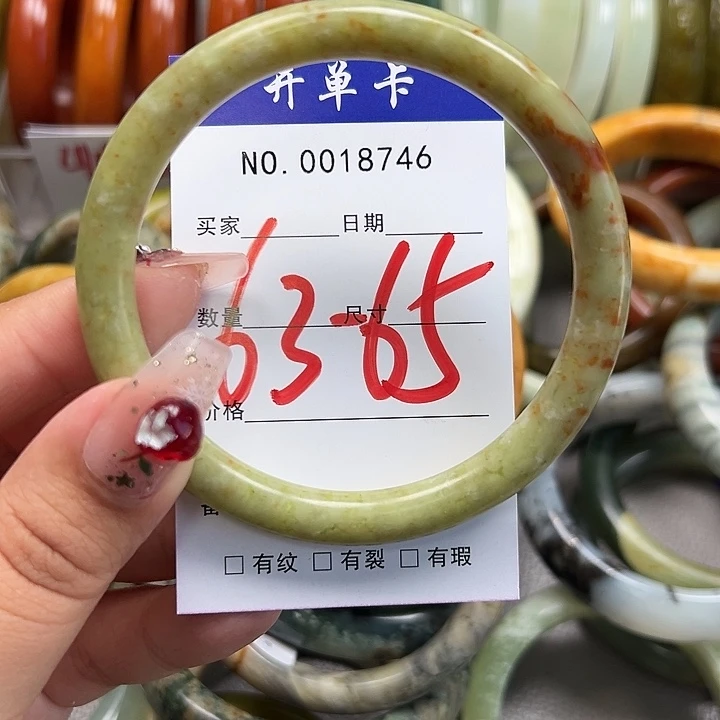 开单卡
NO. 0018746
买家 日期
63-65
数量 尺寸
价格
□ 有纹 □ 有裂 □ 有瑕